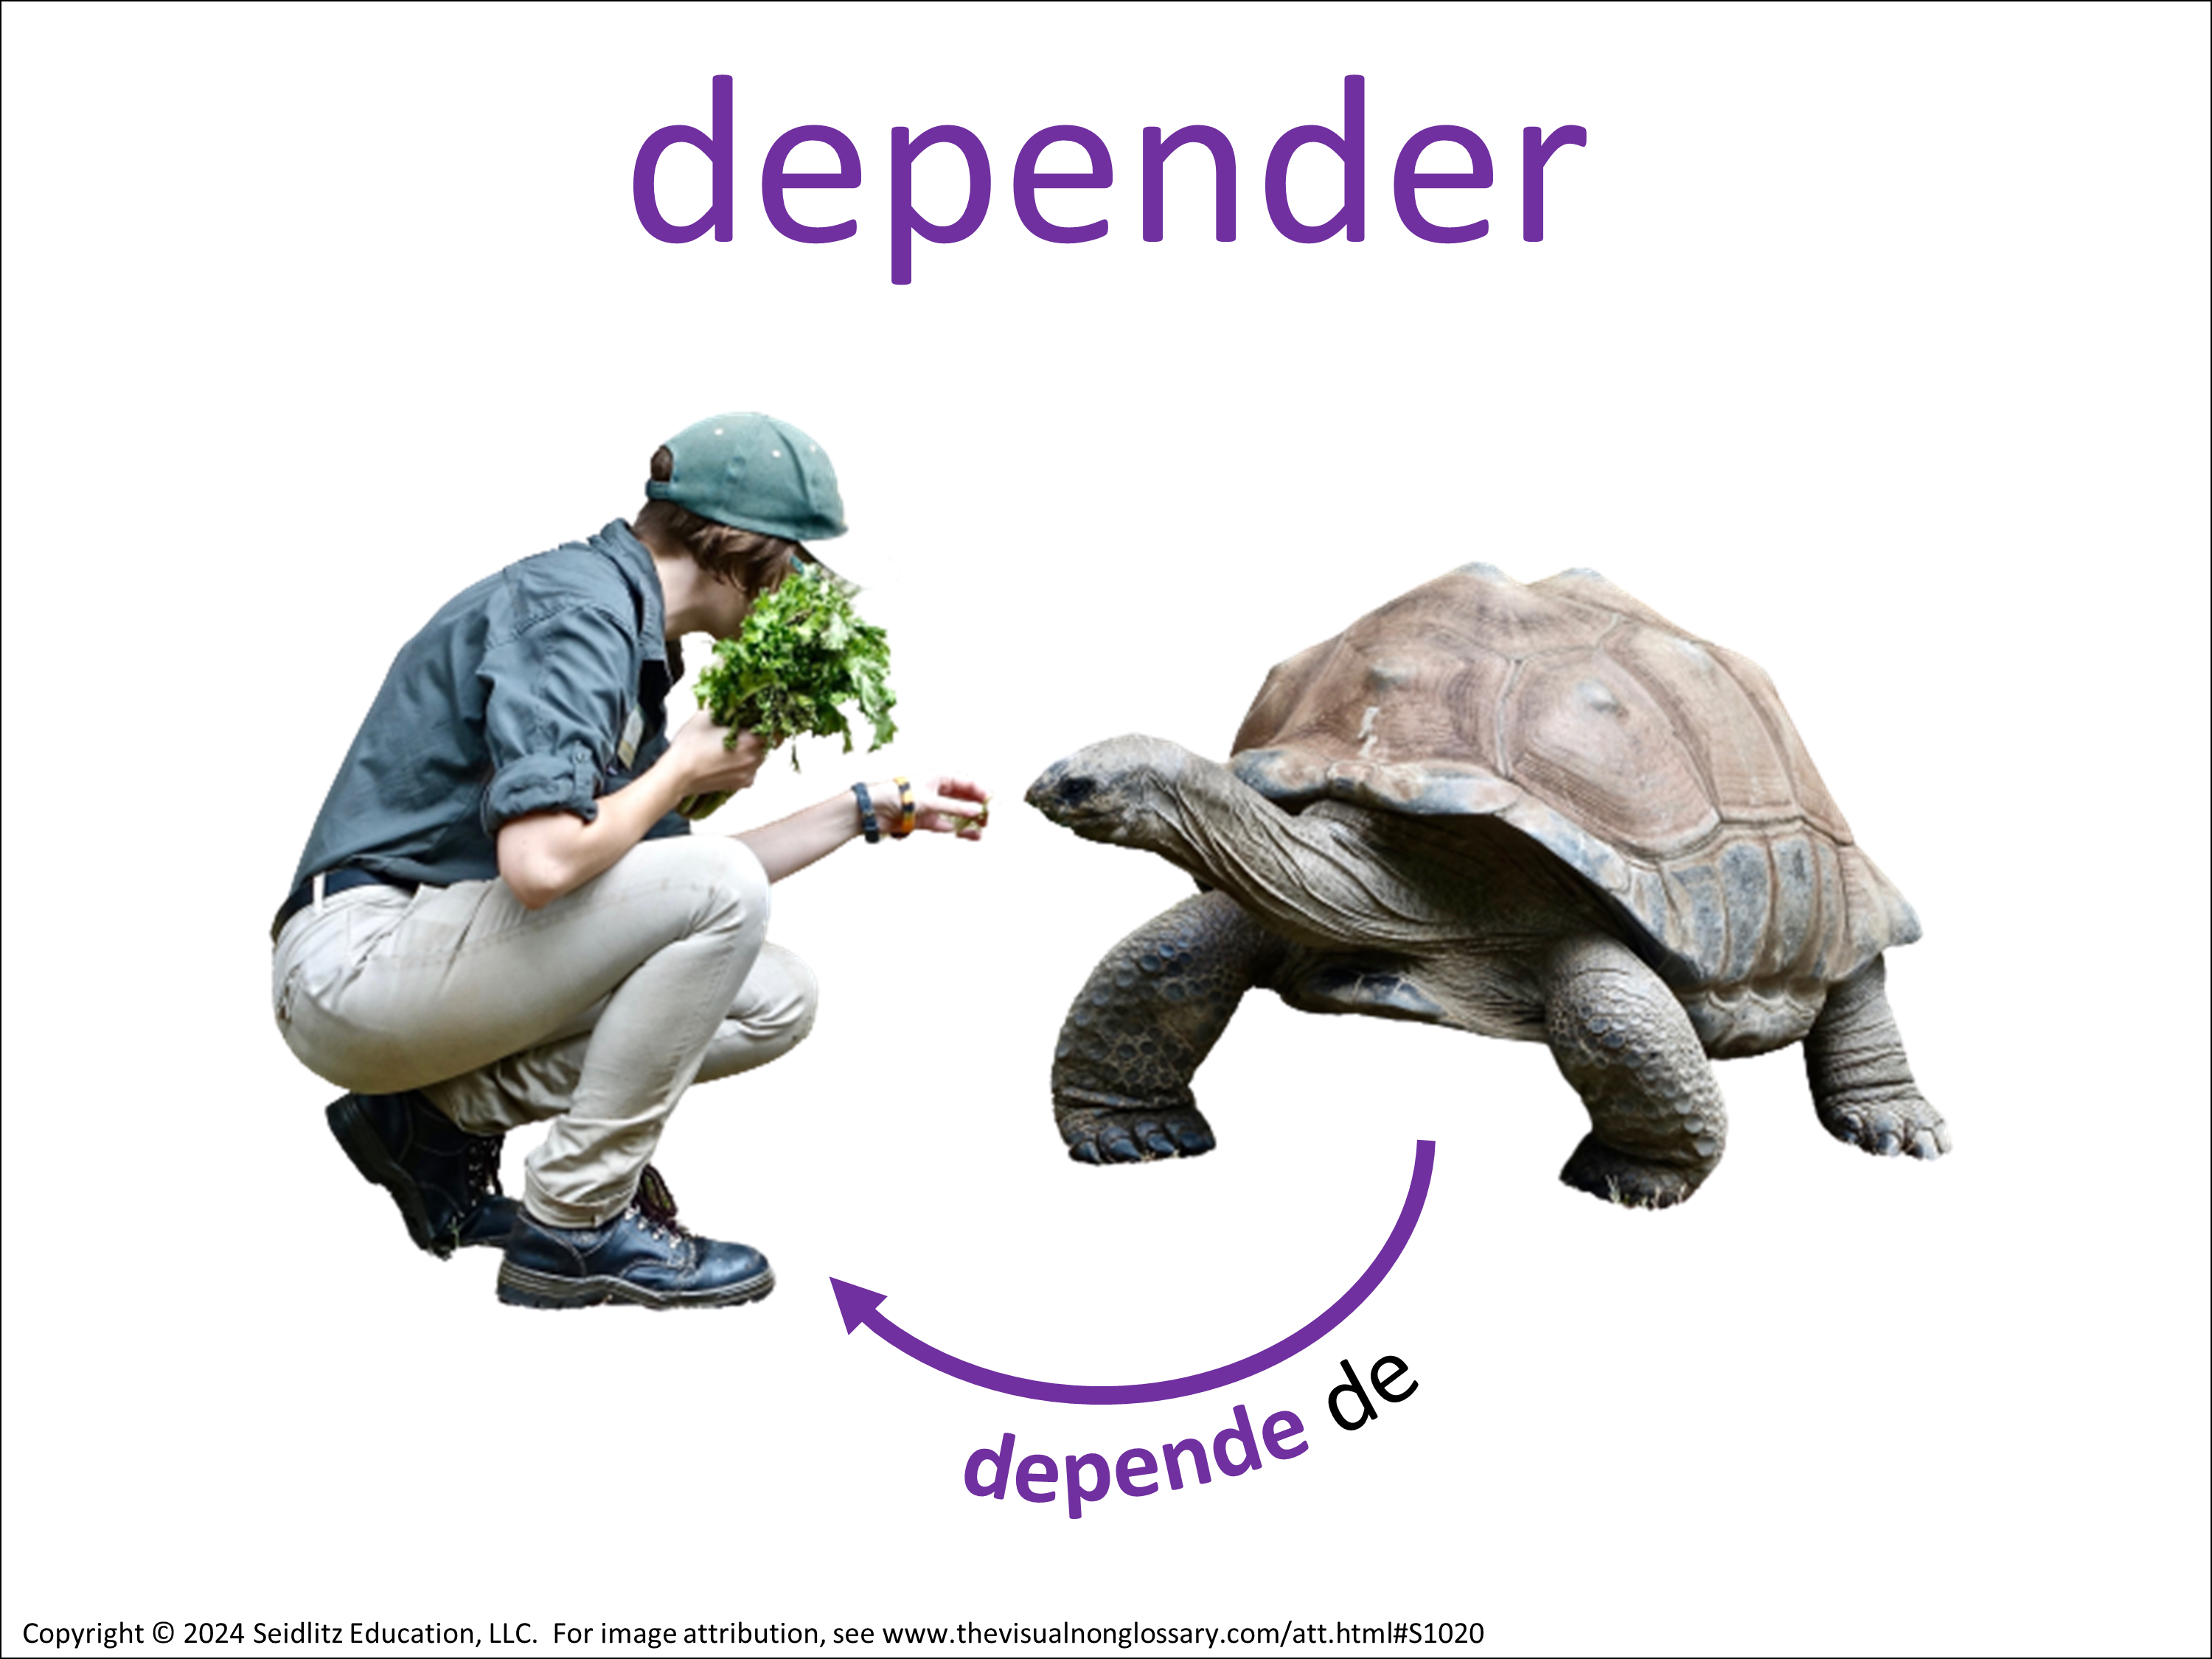 depender
depende de
Copyright © 2024 Seidlitz Education, LLC.  For image attribution, see www.thevisualnonglossary.com/att.html#S1020